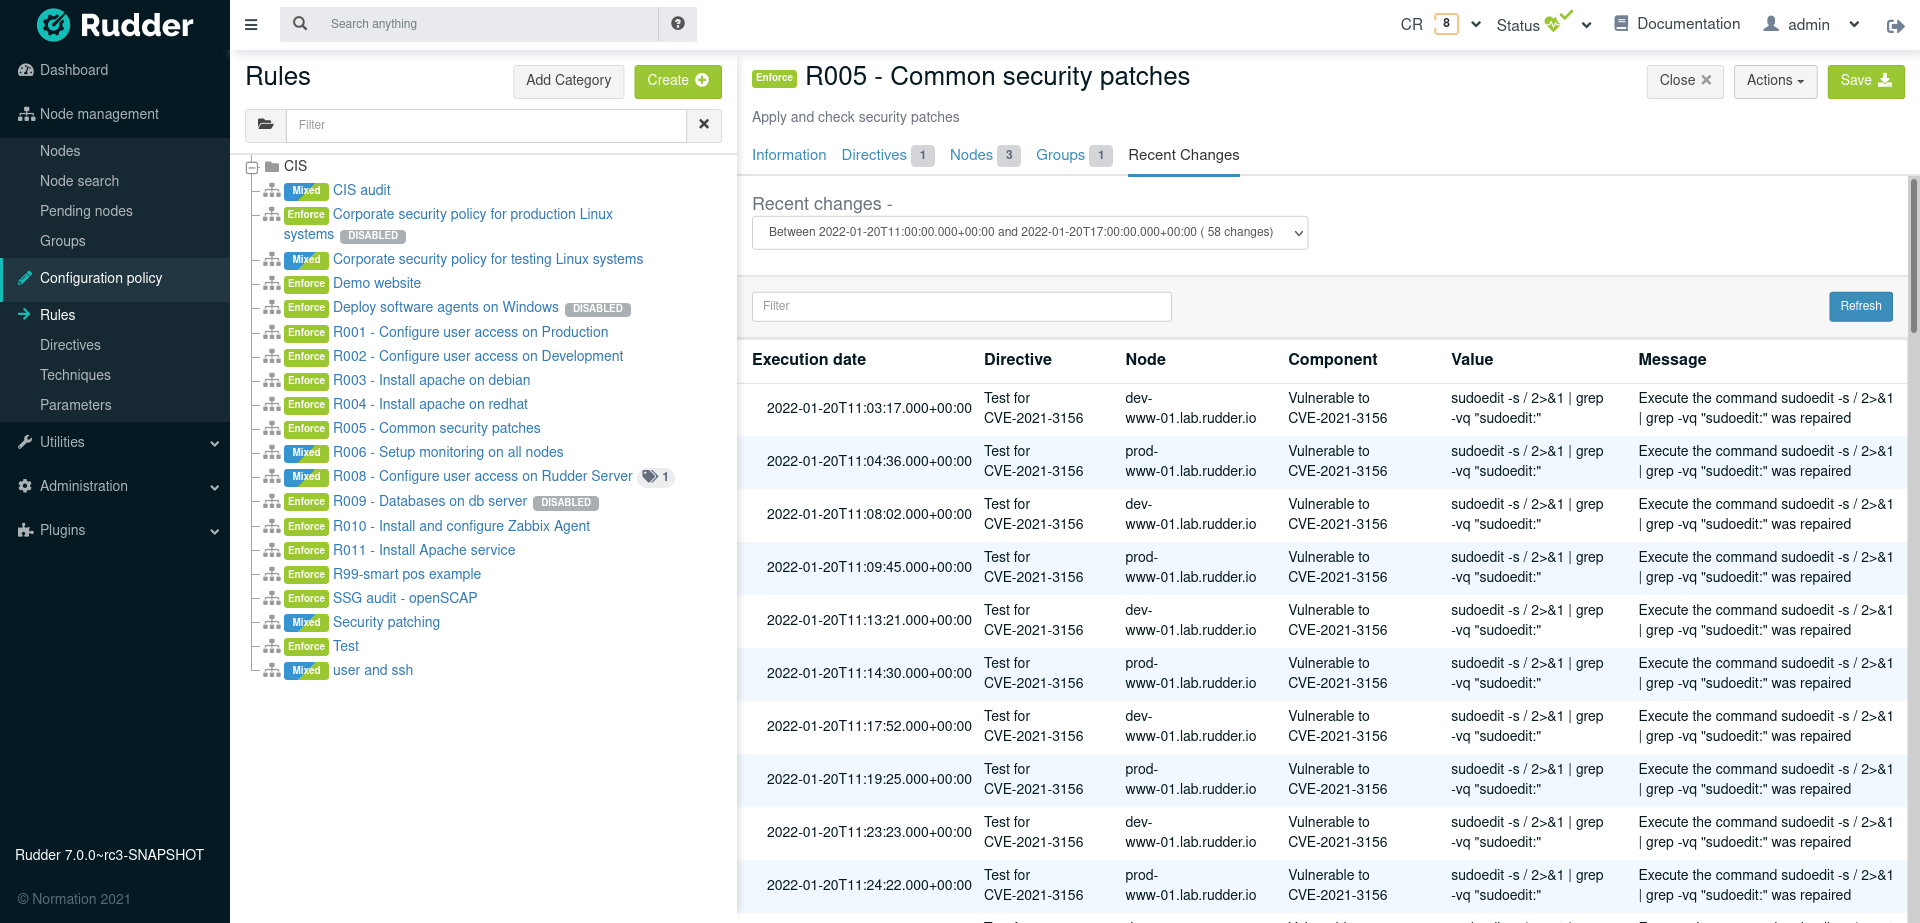 Rudder
Dashboard
Node management
Nodes
Node search
Pending nodes
Groups
Configuration policy
Rules
Directives
Techniques
Parameters
Utilities
Administration
Plugins
Rudder 7.0.0~rc3-SNAPSHOT
© Normation 2021
Search anything
CR 8
Status
Documentation
admin
Rules
Add Category
Create
Filter
CIS
Mixed CIS audit
Enforce Corporate security policy for production Linux
systems DISABLED
Mixed Corporate security policy for testing Linux systems
Enforce Demo website
Enforce Deploy software agents on Windows DISABLED
Enforce R001 - Configure user access on Production
Enforce R002 - Configure user access on Development
Enforce R003 - Install apache on debian
Enforce R004 - Install apache on redhat
Enforce R005 - Common security patches
Mixed R006 - Setup monitoring on all nodes
Mixed R008 - Configure user access on Rudder Server 1
Enforce R009 - Databases on db server DISABLED
Enforce R010 - Install and configure Zabbix Agent
Enforce R011 - Install Apache service
Enforce R99-smart pos example
Enforce SSG audit - openSCAP
Mixed Security patching
Enforce Test
Mixed user and ssh
Enforce R005 - Common security patches
Close Actions Save
Apply and check security patches
Information Directives 1 Nodes 3 Groups 1 Recent Changes
Recent changes -
Between 2022-01-20T11:00:00.000+00:00 and 2022-01-20T17:00:00.000+00:00 ( 58 changes)
Filter
Refresh
Execution date Directive Node Component Value Message
Test for dev- Vulnerable to sudoedit -s / 2>&1 | grep Execute the command sudoedit -s / 2>&1
2022-01-20T11:03:17.000+00:00 CVE-2021-3156 www-01.lab.rudder.io CVE-2021-3156 -vq "sudoedit:" | grep -vq "sudoedit:" was repaired
Test for prod- Vulnerable to sudoedit -s / 2>&1 | grep Execute the command sudoedit -s / 2>&1
2022-01-20T11:04:36.000+00:00 CVE-2021-3156 www-01.lab.rudder.io CVE-2021-3156 -vq "sudoedit:" | grep -vq "sudoedit:" was repaired
Test for dev- Vulnerable to sudoedit -s / 2>&1 | grep Execute the command sudoedit -s / 2>&1
2022-01-20T11:08:02.000+00:00 CVE-2021-3156 www-01.lab.rudder.io CVE-2021-3156 -vq "sudoedit:" | grep -vq "sudoedit:" was repaired
Test for prod- Vulnerable to sudoedit -s / 2>&1 | grep Execute the command sudoedit -s / 2>&1
2022-01-20T11:09:45.000+00:00 CVE-2021-3156 www-01.lab.rudder.io CVE-2021-3156 -vq "sudoedit:" | grep -vq "sudoedit:" was repaired
Test for dev- Vulnerable to sudoedit -s / 2>&1 | grep Execute the command sudoedit -s / 2>&1
2022-01-20T11:13:21.000+00:00 CVE-2021-3156 www-01.lab.rudder.io CVE-2021-3156 -vq "sudoedit:" | grep -vq "sudoedit:" was repaired
Test for prod- Vulnerable to sudoedit -s / 2>&1 | grep Execute the command sudoedit -s / 2>&1
2022-01-20T11:14:30.000+00:00 CVE-2021-3156 www-01.lab.rudder.io CVE-2021-3156 -vq "sudoedit:" | grep -vq "sudoedit:" was repaired
Test for dev- Vulnerable to sudoedit -s / 2>&1 | grep Execute the command sudoedit -s / 2>&1
2022-01-20T11:17:52.000+00:00 CVE-2021-3156 www-01.lab.rudder.io CVE-2021-3156 -vq "sudoedit:" | grep -vq "sudoedit:" was repaired
Test for prod- Vulnerable to sudoedit -s / 2>&1 | grep Execute the command sudoedit -s / 2>&1
2022-01-20T11:19:25.000+00:00 CVE-2021-3156 www-01.lab.rudder.io CVE-2021-3156 -vq "sudoedit:" | grep -vq "sudoedit:" was repaired
Test for dev- Vulnerable to sudoedit -s / 2>&1 | grep Execute the command sudoedit -s / 2>&1
2022-01-20T11:23:23.000+00:00 CVE-2021-3156 www-01.lab.rudder.io CVE-2021-3156 -vq "sudoedit:" | grep -vq "sudoedit:" was repaired
Test for prod- Vulnerable to sudoedit -s / 2>&1 | grep Execute the command sudoedit -s / 2>&1
2022-01-20T11:24:22.000+00:00 CVE-2021-3156 www-01.lab.rudder.io CVE-2021-3156 -vq "sudoedit:" | grep -vq "sudoedit:" was repaired